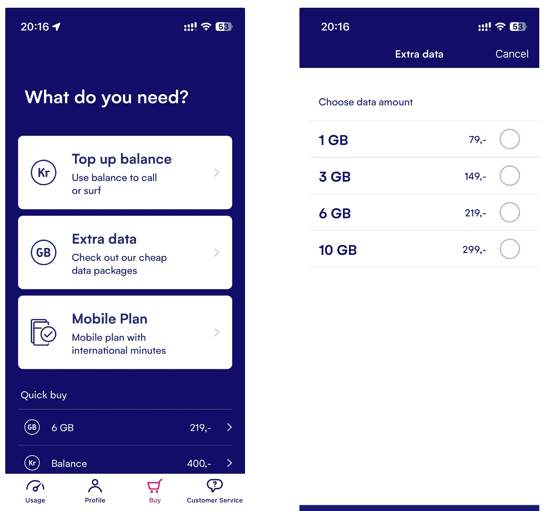 20:16
63
What do you need?
Kr
Top up balance
Use balance to call
or surf
GB
Extra data
Check out our cheap
data packages
Mobile Plan
Mobile plan with
international minutes
Quick buy
GB 6 GB 219,-
Kr Balance 400,-
Usage Profile Buy Customer Service
20:16
63
Extra data Cancel
Choose data amount
1 GB 79,-
3 GB 149,-
6 GB 219,-
10 GB 299,-